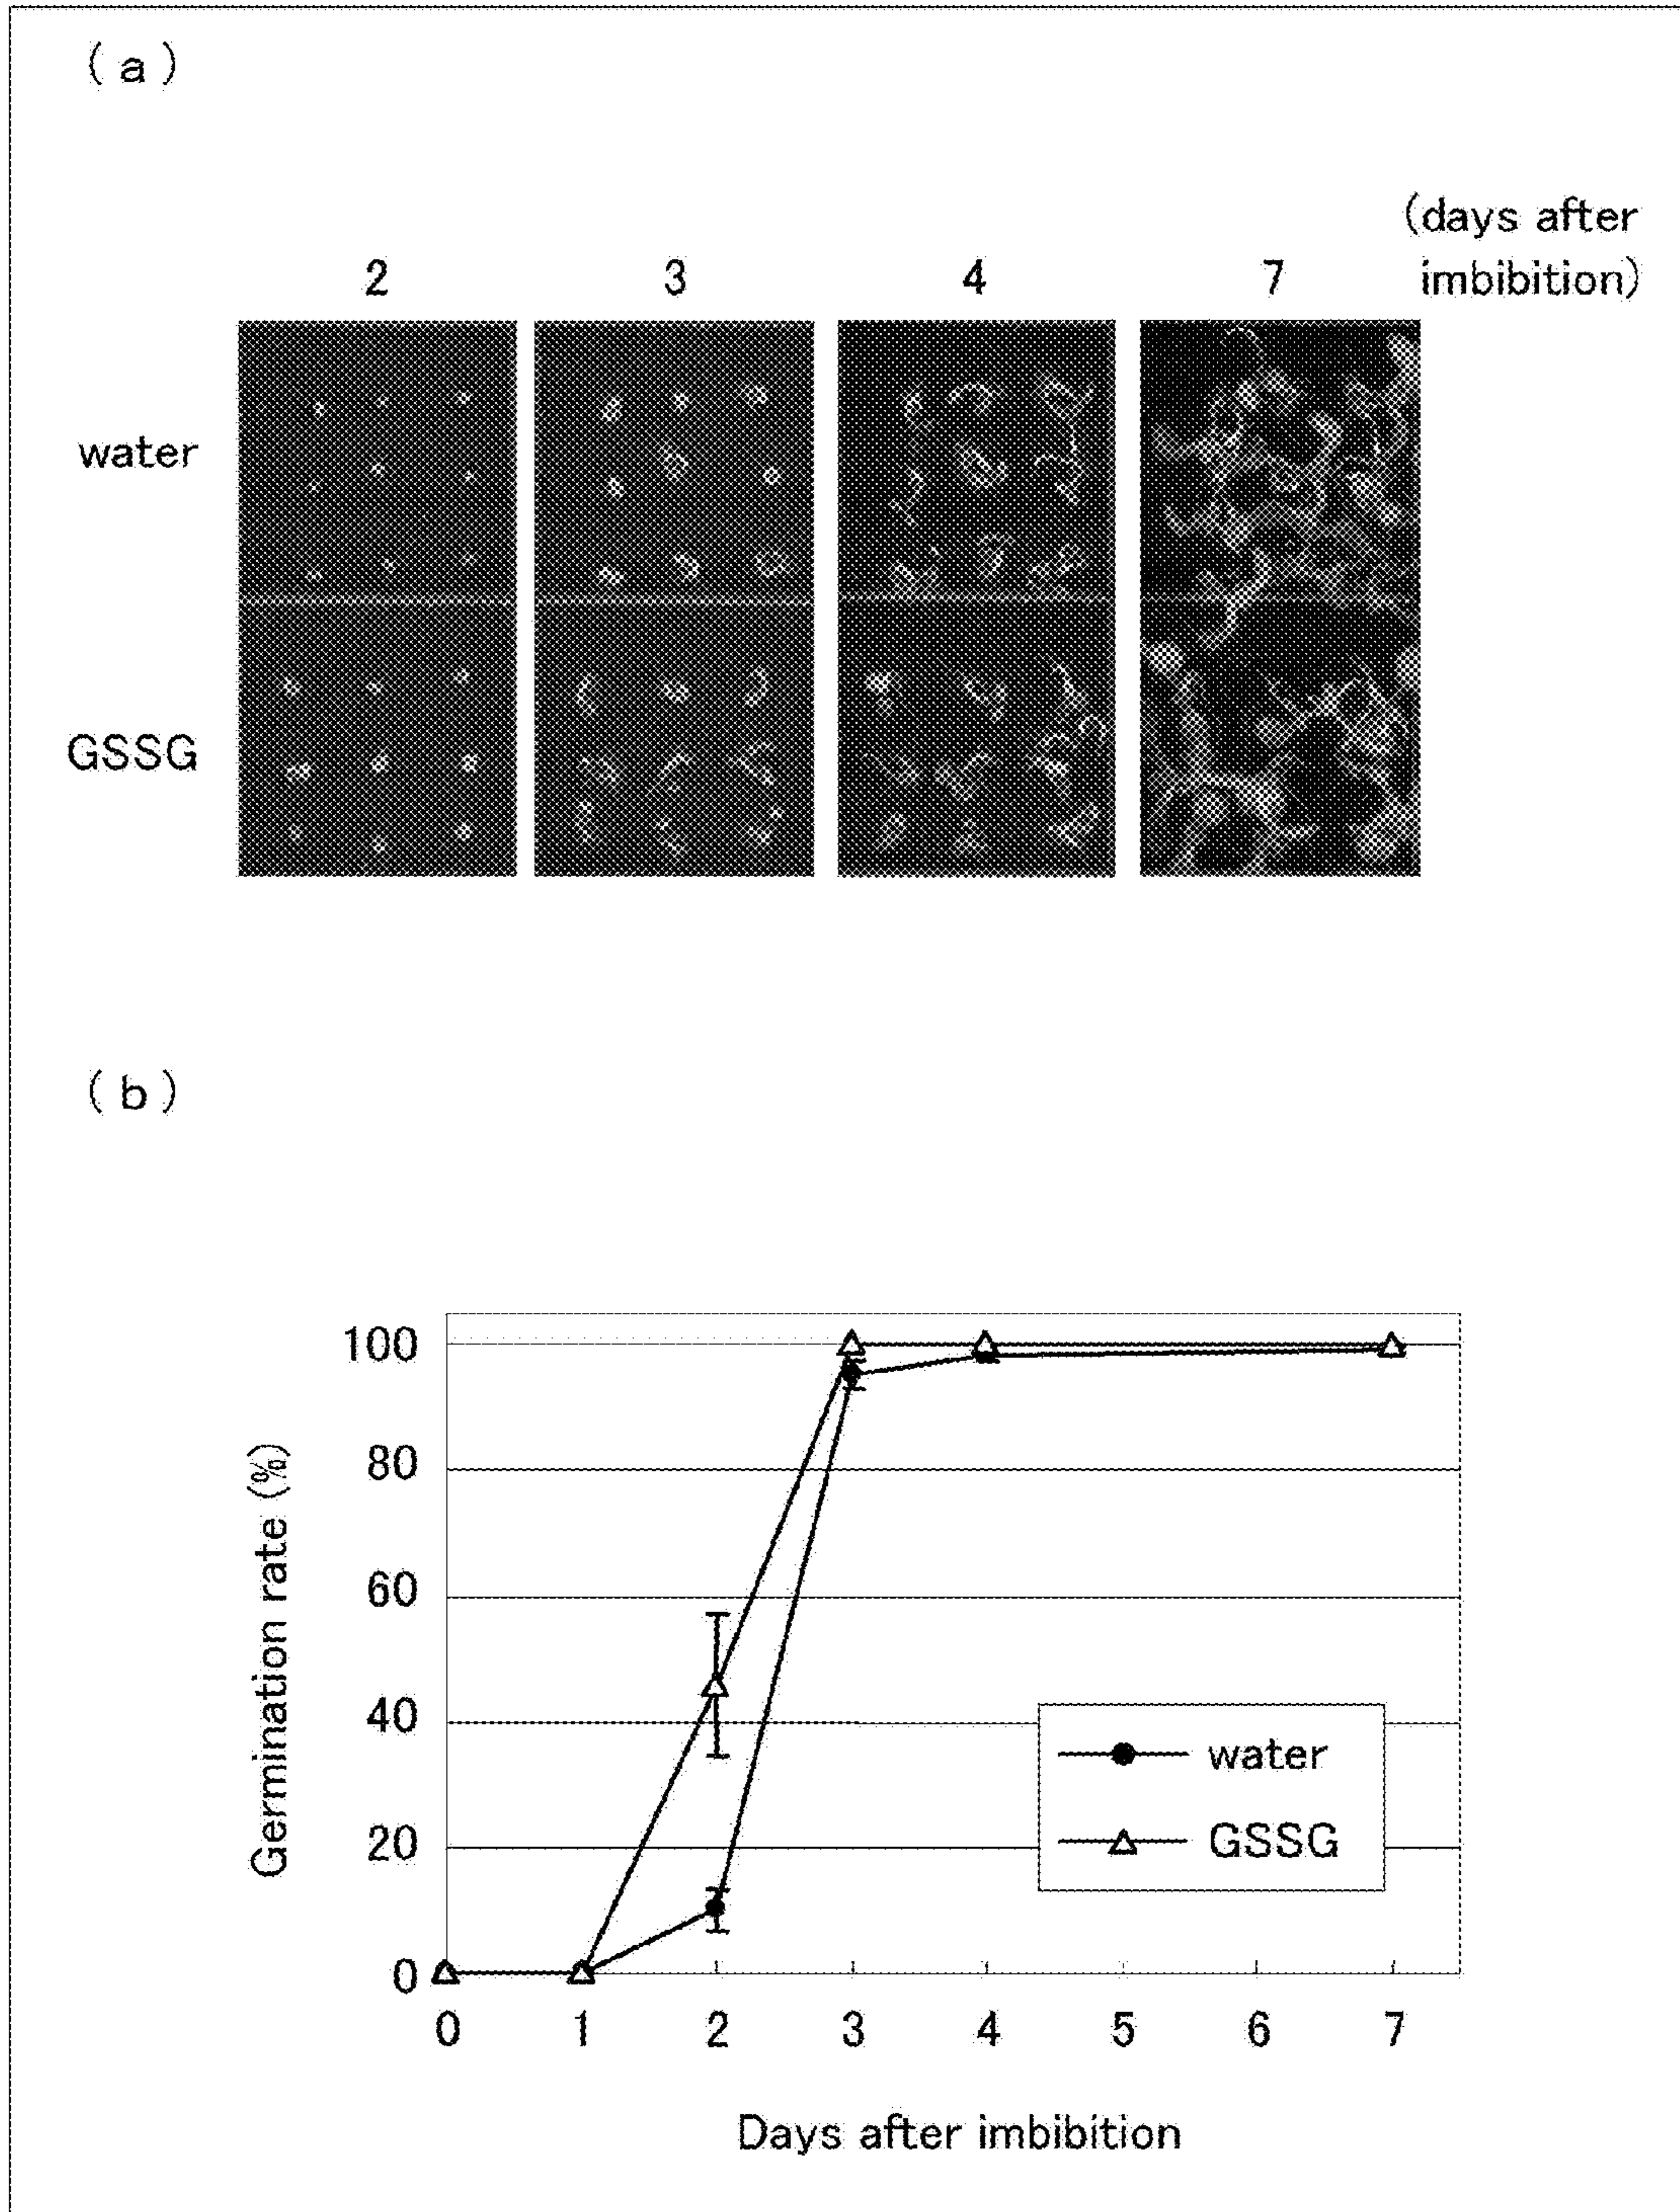 ( a )
(days after
imbibition)
2 3 4 7
water
GSSG
( b )
Germination rate (%)
100
80
60
40
20
0
water
GSSG
0 1 2 3 4 5 6 7
Days after imbibition